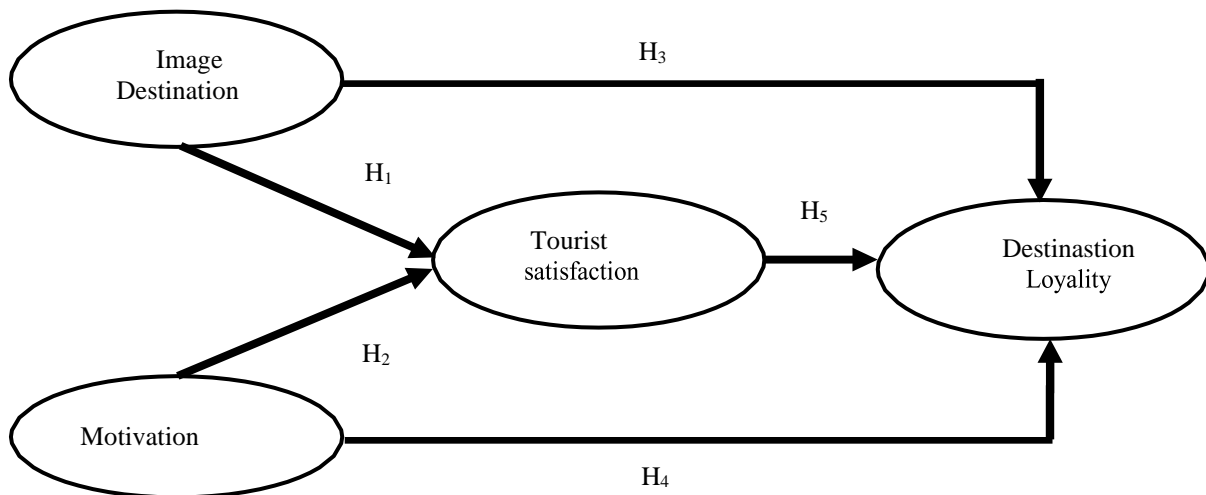 Image
Destination
H₃
H₁
Tourist
satisfaction
H₅
Destinastion
Loyality
H₂
Motivation
H₄